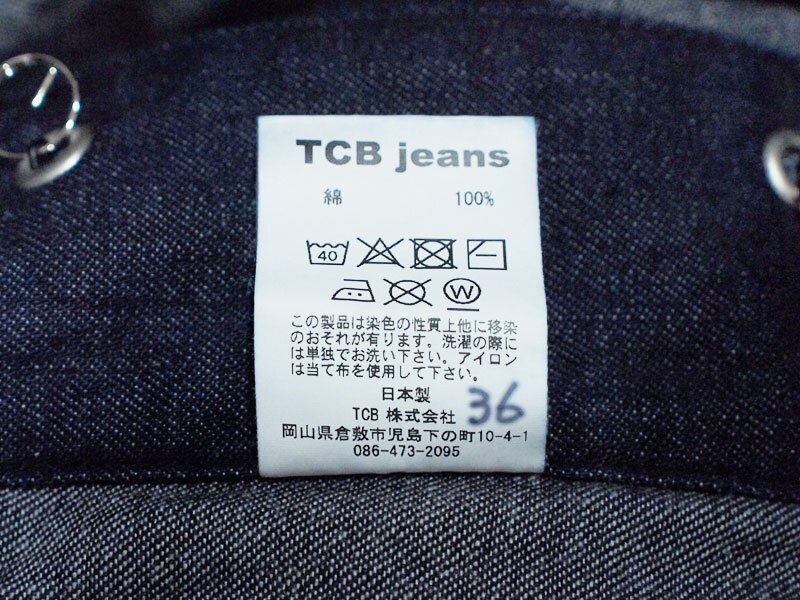 TCB jeans
綿 100%
40
W
この製品は染色の性質上他に移染
のおそれが有ります。洗濯の際に
は単独でお洗い下さい。アイロン
は当て布を使用して下さい。
日本製
TCB 株式会社 36
岡山県倉敷市児島下の町10-4-1
086-473-2095